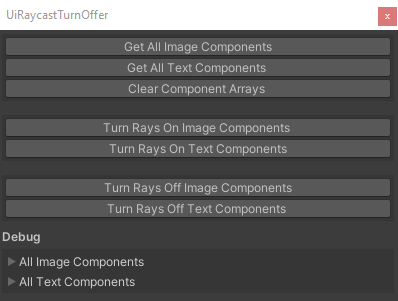 UiRaycastTurnOffer
x
Get All Image Components
Get All Text Components
Clear Component Arrays
Turn Rays On Image Components
Turn Rays On Text Components
Turn Rays Off Image Components
Turn Rays Off Text Components
Debug
All Image Components
All Text Components